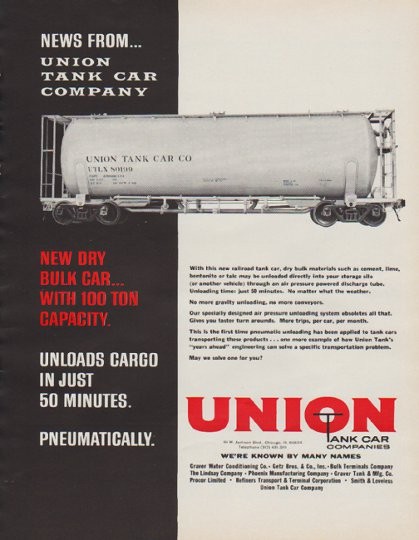 NEWS FROM...
UNION
TANK CAR
COMPANY
UNION TANK CAR CO
UTLX 80199
NEW DRY
BULK CAR...
WITH 100 TON
CAPACITY.
UNLOADS CARGO
IN JUST
50 MINUTES.
PNEUMATICALLY.
With this new railroad tank car, dry bulk materials such as cement, lime,
bentonite or talc may be unloaded directly into your storage silo
(or another vehicle) through an air pressure powered discharge tube.
Unloading time: just 50 minutes. No matter what the weather.
No more gravity unloading, no more conveyors.
Our specially designed air pressure unloading system obsoletes all that.
Gives you faster turn arounds. More trips, per car, per month.
This is the first time pneumatic unloading has been applied to tank cars
transporting these products . . . one more example of how Union Tank's
"years ahead" engineering can solve a specific transportation problem.
May we solve one for you?
UNION
TANK CAR
COMPANIES
WE'RE KNOWN BY MANY NAMES
Graver Water Conditioning Co. • Getz Bros. & Co., Inc. • Bulk Terminals Company
The Lindsay Company • Phoenix Manufacturing Company • Graver Tank & Mfg. Co.
Procor Limited • Refiners Transport & Terminal Corporation • Smith & Loveless
Union Tank Car Company